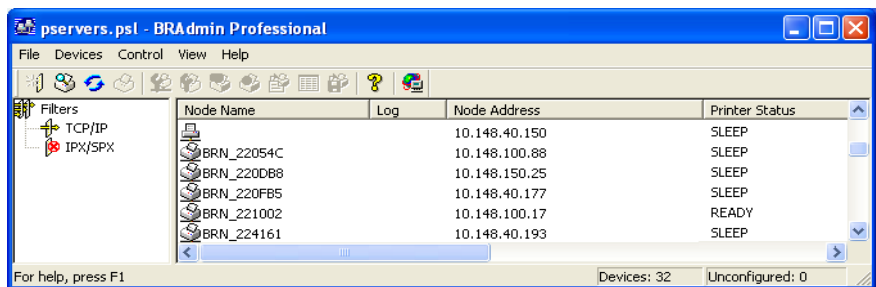 pservers.psl - BRAdmin Professional
File Devices Control View Help
Filters
TCP/IP
IPX/SPX
Node Name Log Node Address Printer Status
10.148.40.150 SLEEP
BRN_22054C 10.148.100.88 SLEEP
BRN_220DB8 10.148.150.25 SLEEP
BRN_220FB5 10.148.40.177 SLEEP
BRN_221002 10.148.100.17 READY
BRN_224161 10.148.40.193 SLEEP
For help, press F1 Devices: 32 Unconfigured: 0